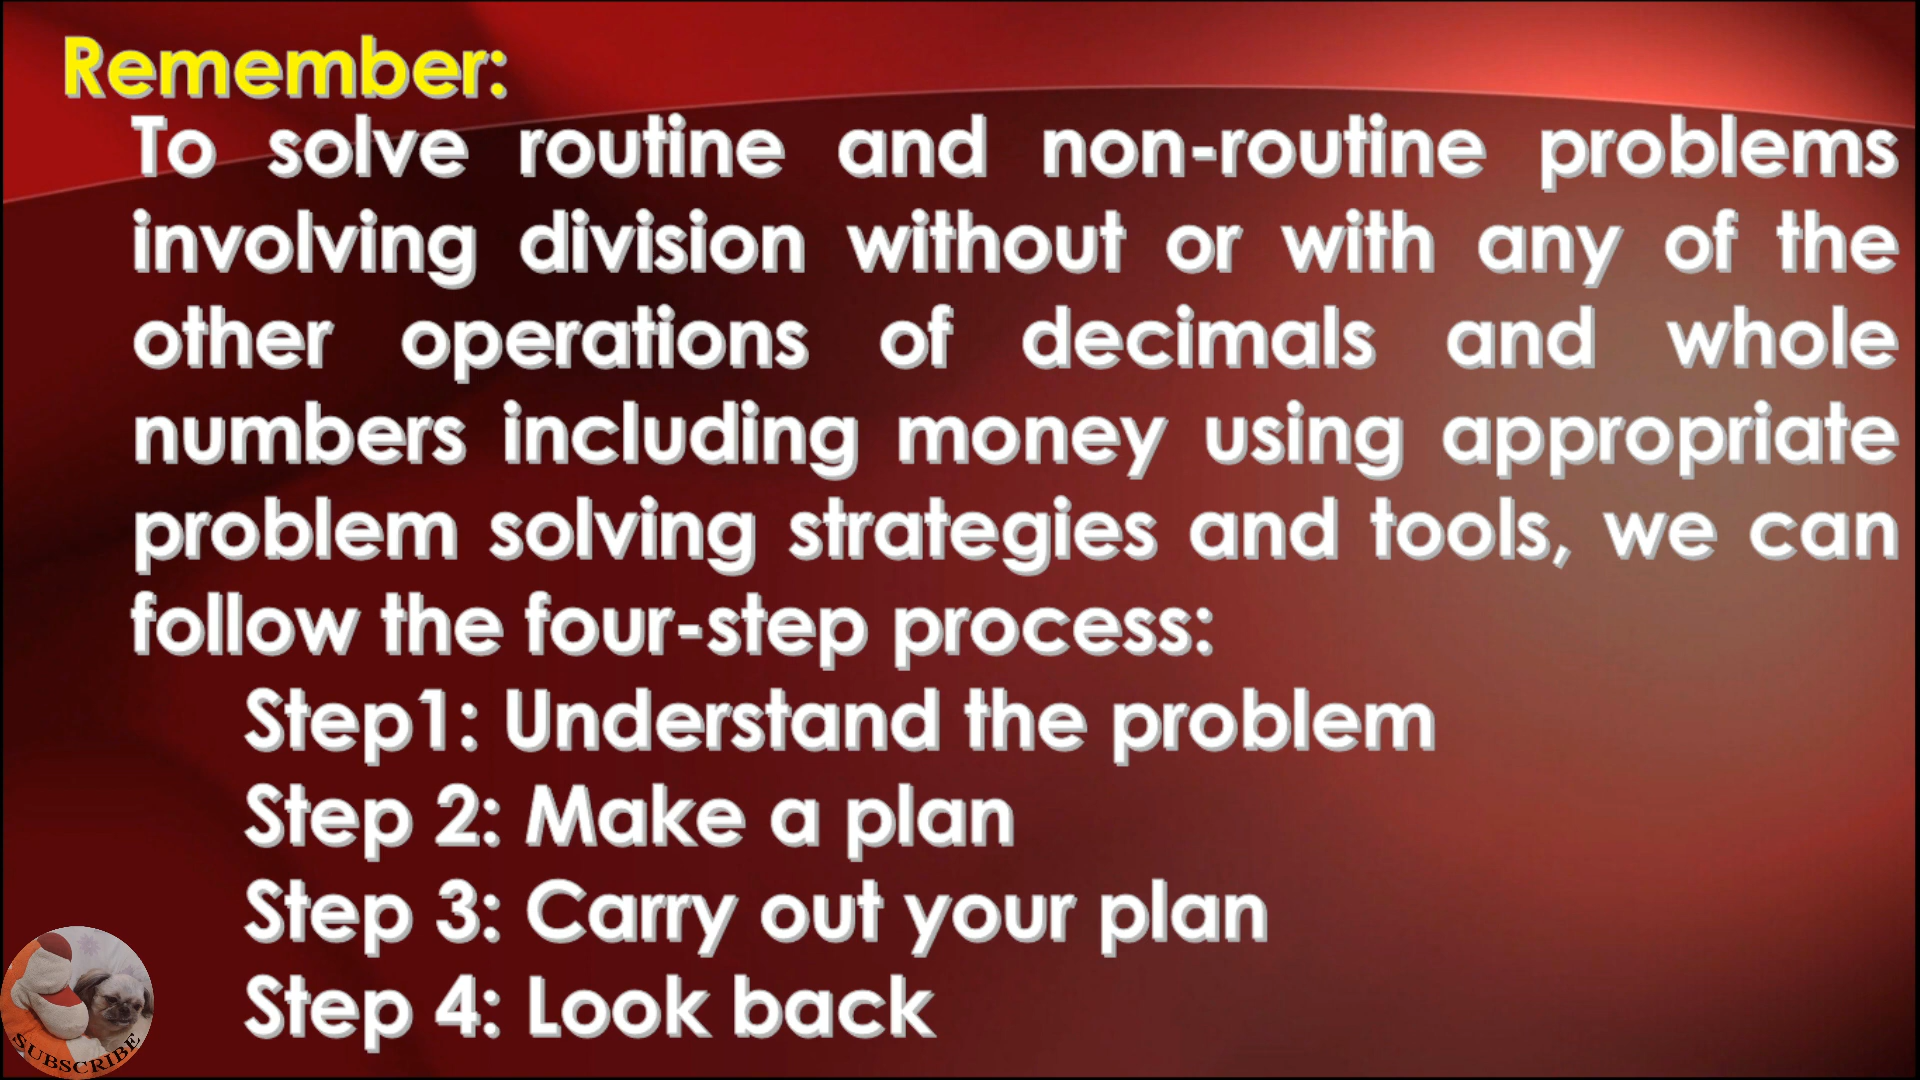 Remember:
To solve routine and non-routine problems
involving division without or with any of the
other operations of decimals and whole
numbers including money using appropriate
problem solving strategies and tools, we can
follow the four-step process:
Step1: Understand the problem
Step 2: Make a plan
Step 3: Carry out your plan
Step 4: Look back
SUBSCRIBE